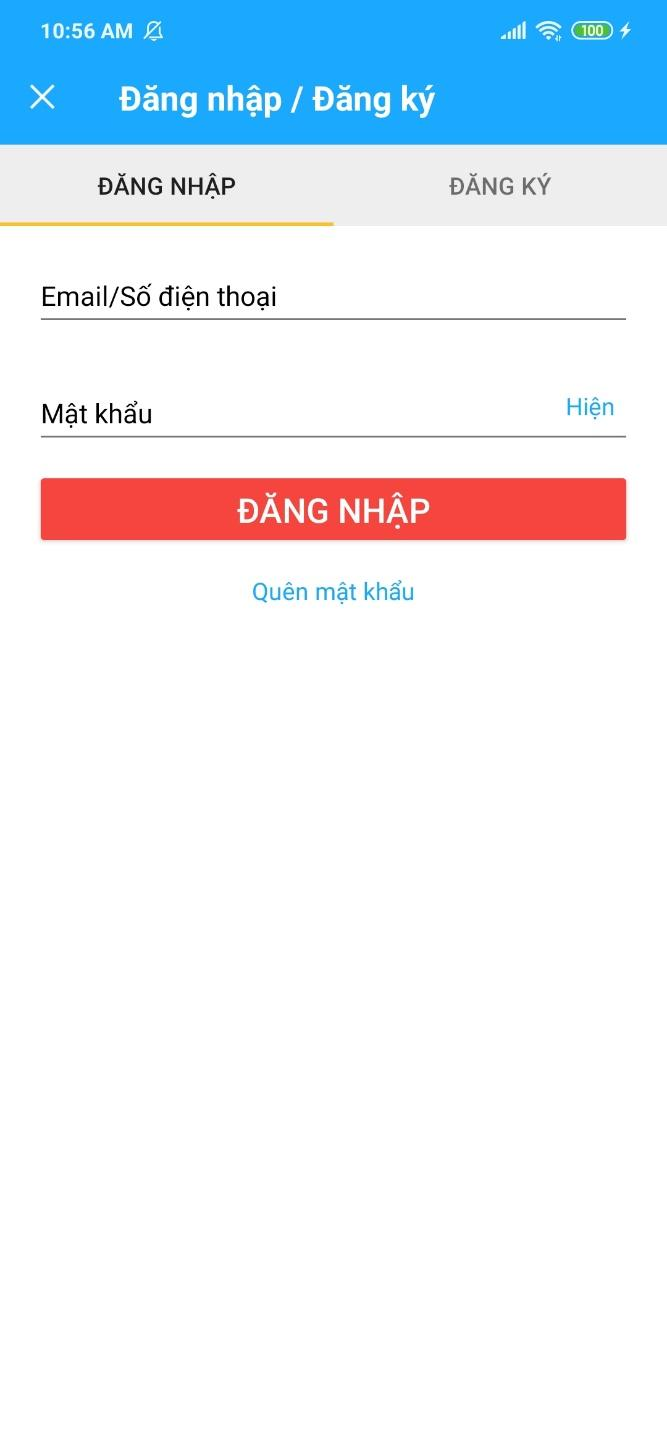 10:56 AM 100
Đăng nhập / Đăng ký
ĐĂNG NHẬP ĐĂNG KÝ
Email/Số điện thoại
Mật khẩu Hiện
ĐĂNG NHẬP
Quên mật khẩu